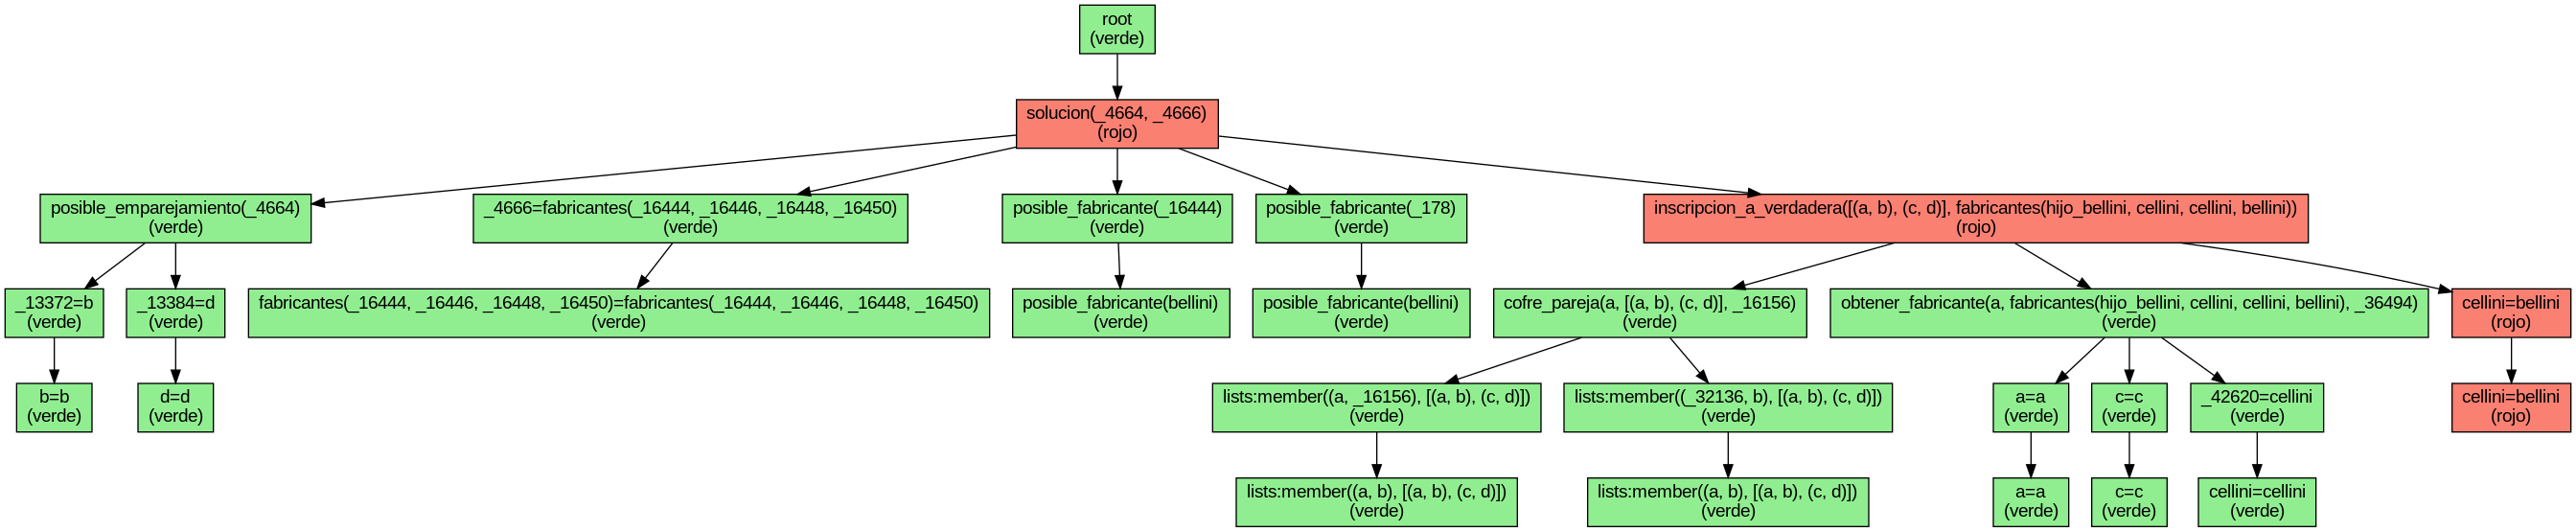 root
(verde)
solucion(_4664, _4666)
(rojo)
posible_emparejamiento(_4664)
(verde)
_4666=fabricantes(_16444, _16446, _16448, _16450)
(verde)
posible_fabricante(_16444)
(verde)
posible_fabricante(_178)
(verde)
inscripcion_a_verdadera([(a, b), (c, d)], fabricantes(hijo_bellini, cellini, cellini, bellini))
(rojo)
_13372=b
(verde)
_13384=d
(verde)
fabricantes(_16444, _16446, _16448, _16450)=fabricantes(_16444, _16446, _16448, _16450)
(verde)
posible_fabricante(bellini)
(verde)
posible_fabricante(bellini)
(verde)
cofre_pareja(a, [(a, b), (c, d)], _16156)
(verde)
obtener_fabricante(a, fabricantes(hijo_bellini, cellini, cellini, bellini), _36494)
(verde)
cellini=bellini
(rojo)
b=b
(verde)
d=d
(verde)
lists:member((a, _16156), [(a, b), (c, d)])
(verde)
lists:member((_32136, b), [(a, b), (c, d)])
(verde)
a=a
(verde)
c=c
(verde)
_42620=cellini
(verde)
cellini=bellini
(rojo)
lists:member((a, b), [(a, b), (c, d)])
(verde)
lists:member((a, b), [(a, b), (c, d)])
(verde)
a=a
(verde)
c=c
(verde)
cellini=cellini
(verde)